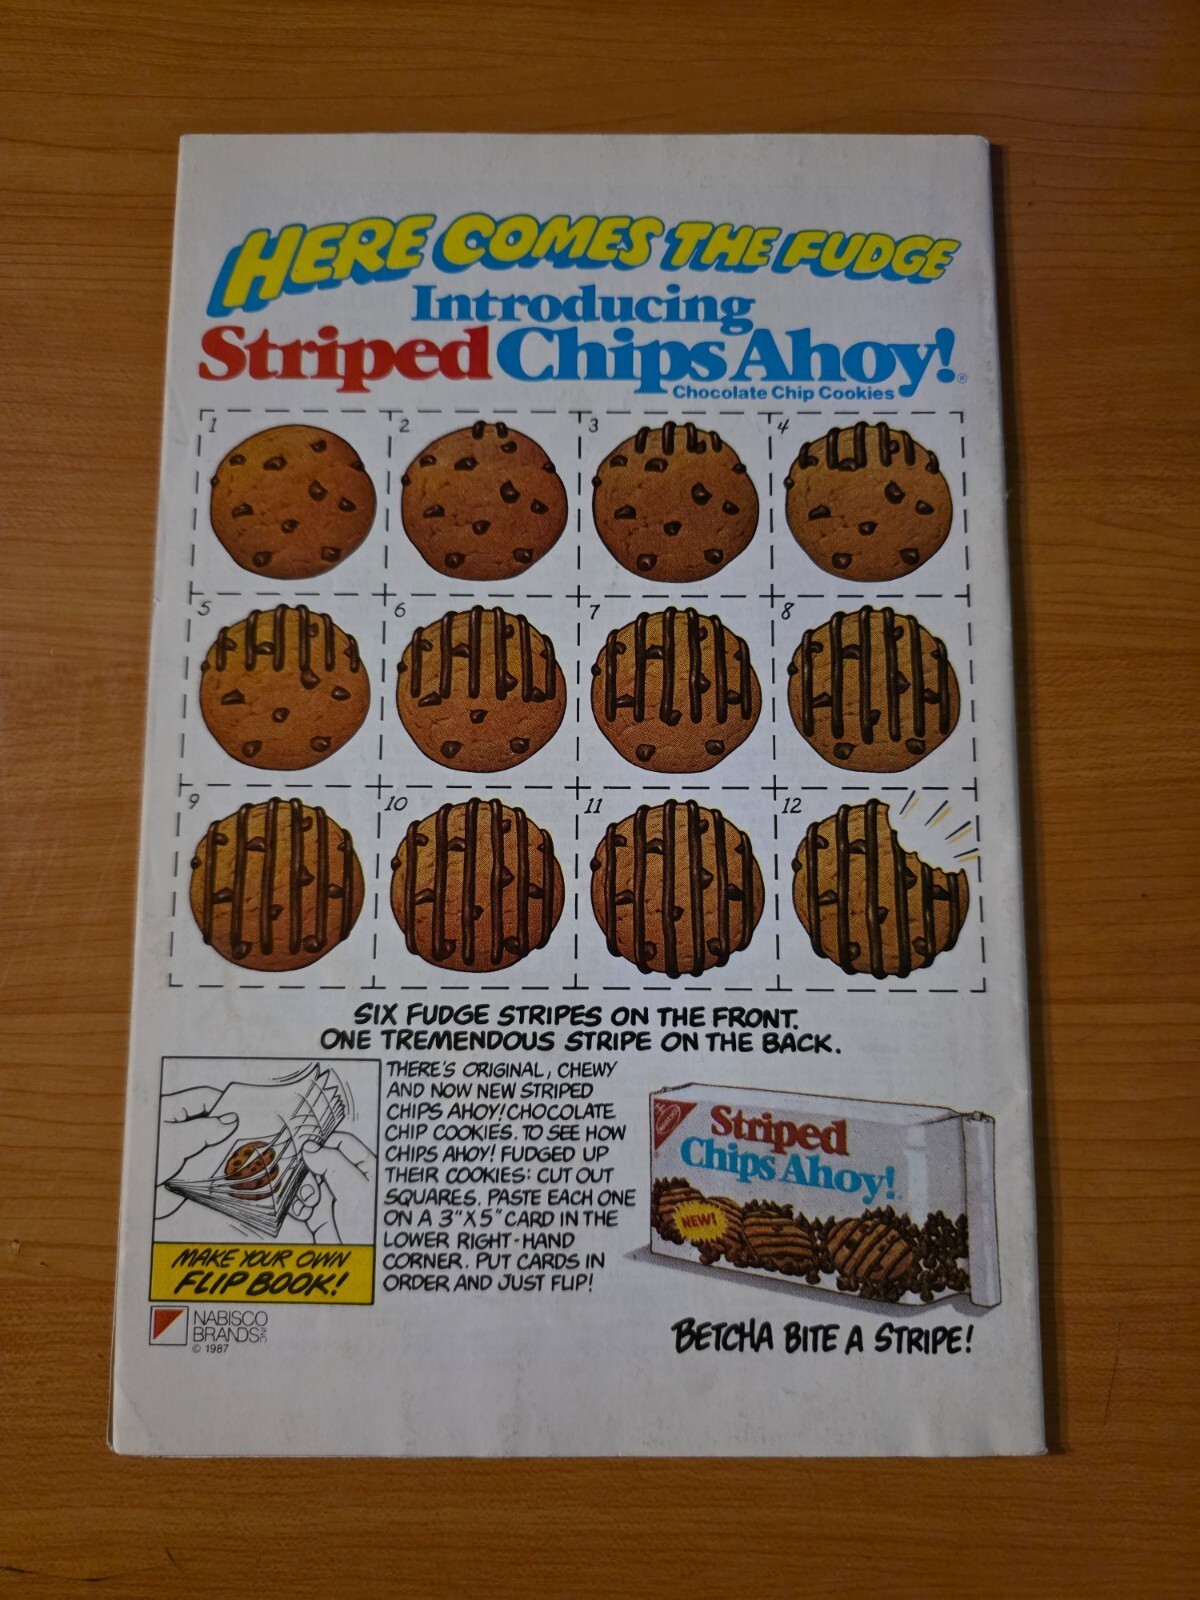 HERE COMES THE FUDGE
Introducing
Striped Chips Ahoy!®
Chocolate Chip Cookies
1
2
3
4
5
6
7
8
9
10
11
12
SIX FUDGE STRIPES ON THE FRONT.
ONE TREMENDOUS STRIPE ON THE BACK.
THERE'S ORIGINAL, CHEWY
AND NOW NEW STRIPED
CHIPS AHOY! CHOCOLATE
CHIP COOKIES. TO SEE HOW
CHIPS AHOY! FUDGED UP
THEIR COOKIES: CUT OUT
SQUARES. PASTE EACH ONE
ON A 3"X5" CARD IN THE
LOWER RIGHT-HAND
CORNER. PUT CARDS IN
ORDER AND JUST FLIP!
MAKE YOUR OWN
FLIP BOOK!
NABISCO
BRANDS INC
© 1987
Striped
Chips Ahoy!
NEW!
BETCHA BITE A STRIPE!